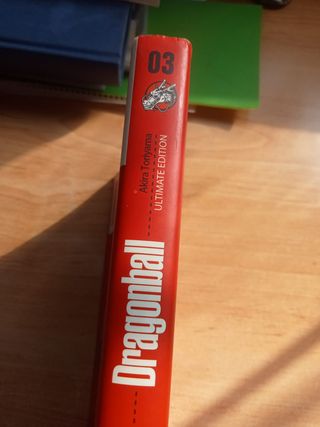 03
Akira Toriyama
ULTIMATE EDITION
Dragonball